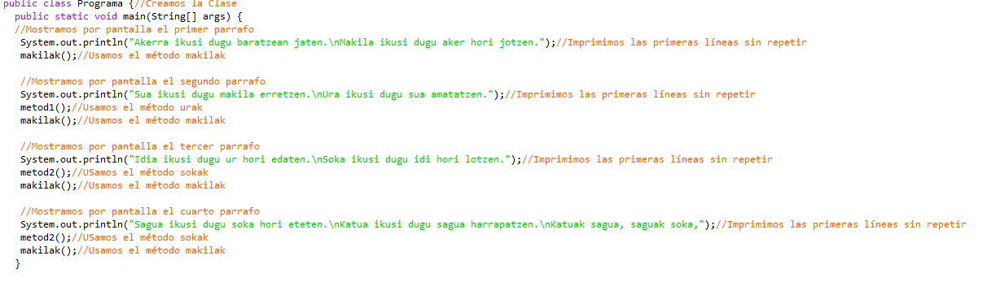 public class Programa {//Creamos la Clase
public static void main(String[] args) {
//Mostramos por pantalla el primer parrafo
System.out.println("Akerra ikusi dugu baratzean jaten.\nMakila ikusi dugu aker hori jotzen.");//Imprimimos las primeras líneas sin repetir
makilak();//Usamos el método makilak
//Mostramos por pantalla el segundo parrafo
System.out.println("Sua ikusi dugu makila erretzen.\nUra ikusi dugu sua amatatzen.");//Imprimimos las primeras líneas sin repetir
metod1();//Usamos el método urak
makilak();//Usamos el método makilak
//Mostramos por pantalla el tercer parrafo
System.out.println("Idia ikusi dugu ur hori edaten.\nSoka ikusi dugu idi hori lotzen.");//Imprimimos las primeras líneas sin repetir
metod2();//USamos el método sokak
makilak();//Usamos el método makilak
//Mostramos por pantalla el cuarto parrafo
System.out.println("Sagua ikusi dugu soka hori eteten.\nKatua ikusi dugu sagua harrapatzen.\nKatuak sagua, saguak soka,");//Imprimimos las primeras líneas sin repetir
metod2();//USamos el método sokak
makilak();//Usamos el método makilak
}